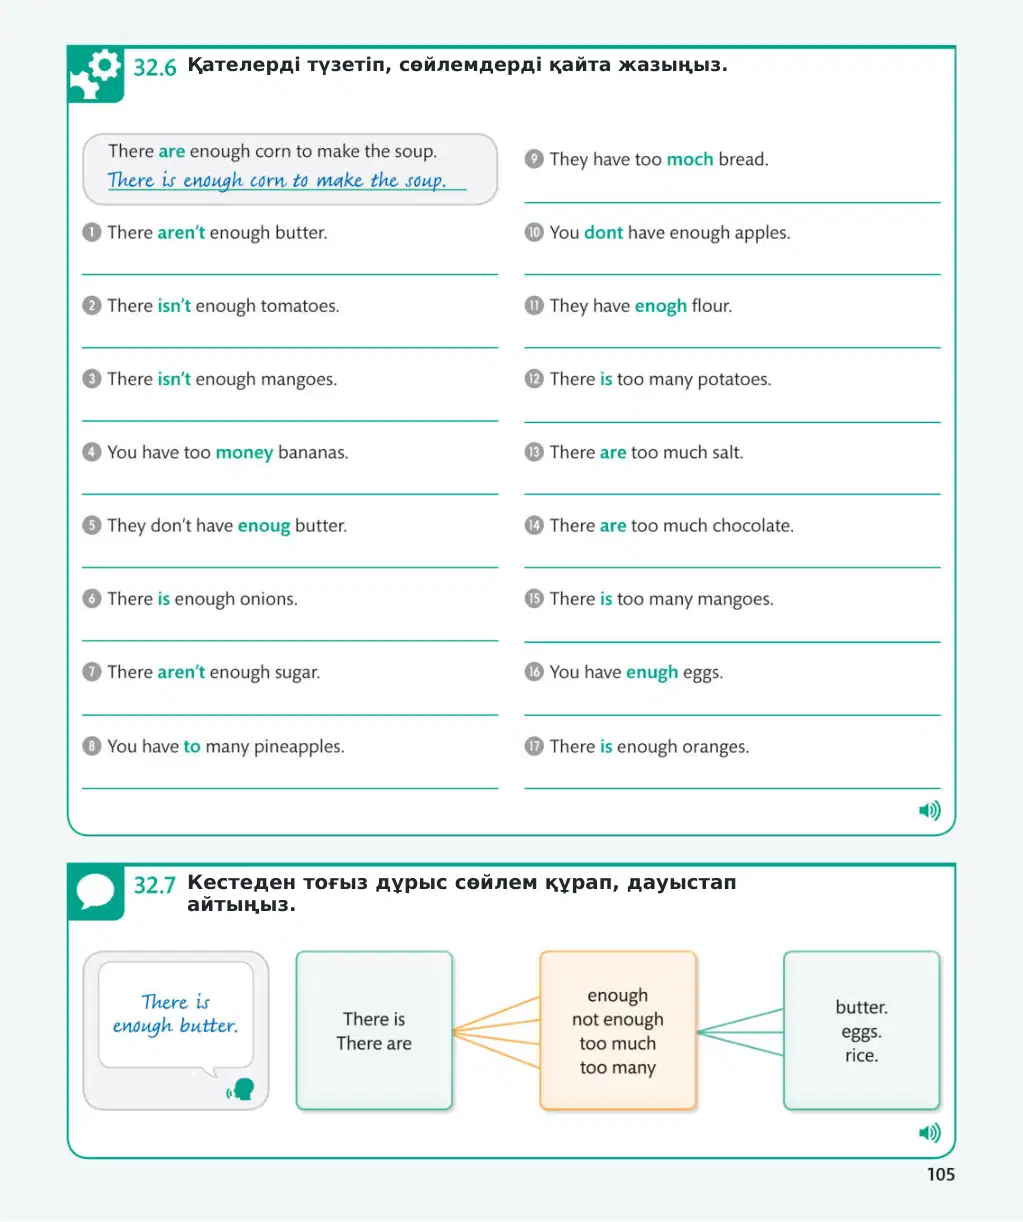 32.6 Қателерді түзетіп, сөйлемдерді қайта жазыңыз.
There are enough corn to make the soup.
There is enough corn to make the soup.
1 There aren't enough butter.
2 There isn't enough tomatoes.
3 There isn't enough mangoes.
4 You have too money bananas.
5 They don't have enoug butter.
6 There is enough onions.
7 There aren't enough sugar.
8 You have to many pineapples.
9 They have too moch bread.
10 You dont have enough apples.
11 They have enogh flour.
12 There is too many potatoes.
13 There are too much salt.
14 There are too much chocolate.
15 There is too many mangoes.
16 You have enugh eggs.
17 There is enough oranges.
32.7 Кестеден тоғыз дұрыс сөйлем құрап, дауыстап
айтыңыз.
There is
enough butter.
There is
There are
enough
not enough
too much
too many
butter.
eggs.
rice.
105